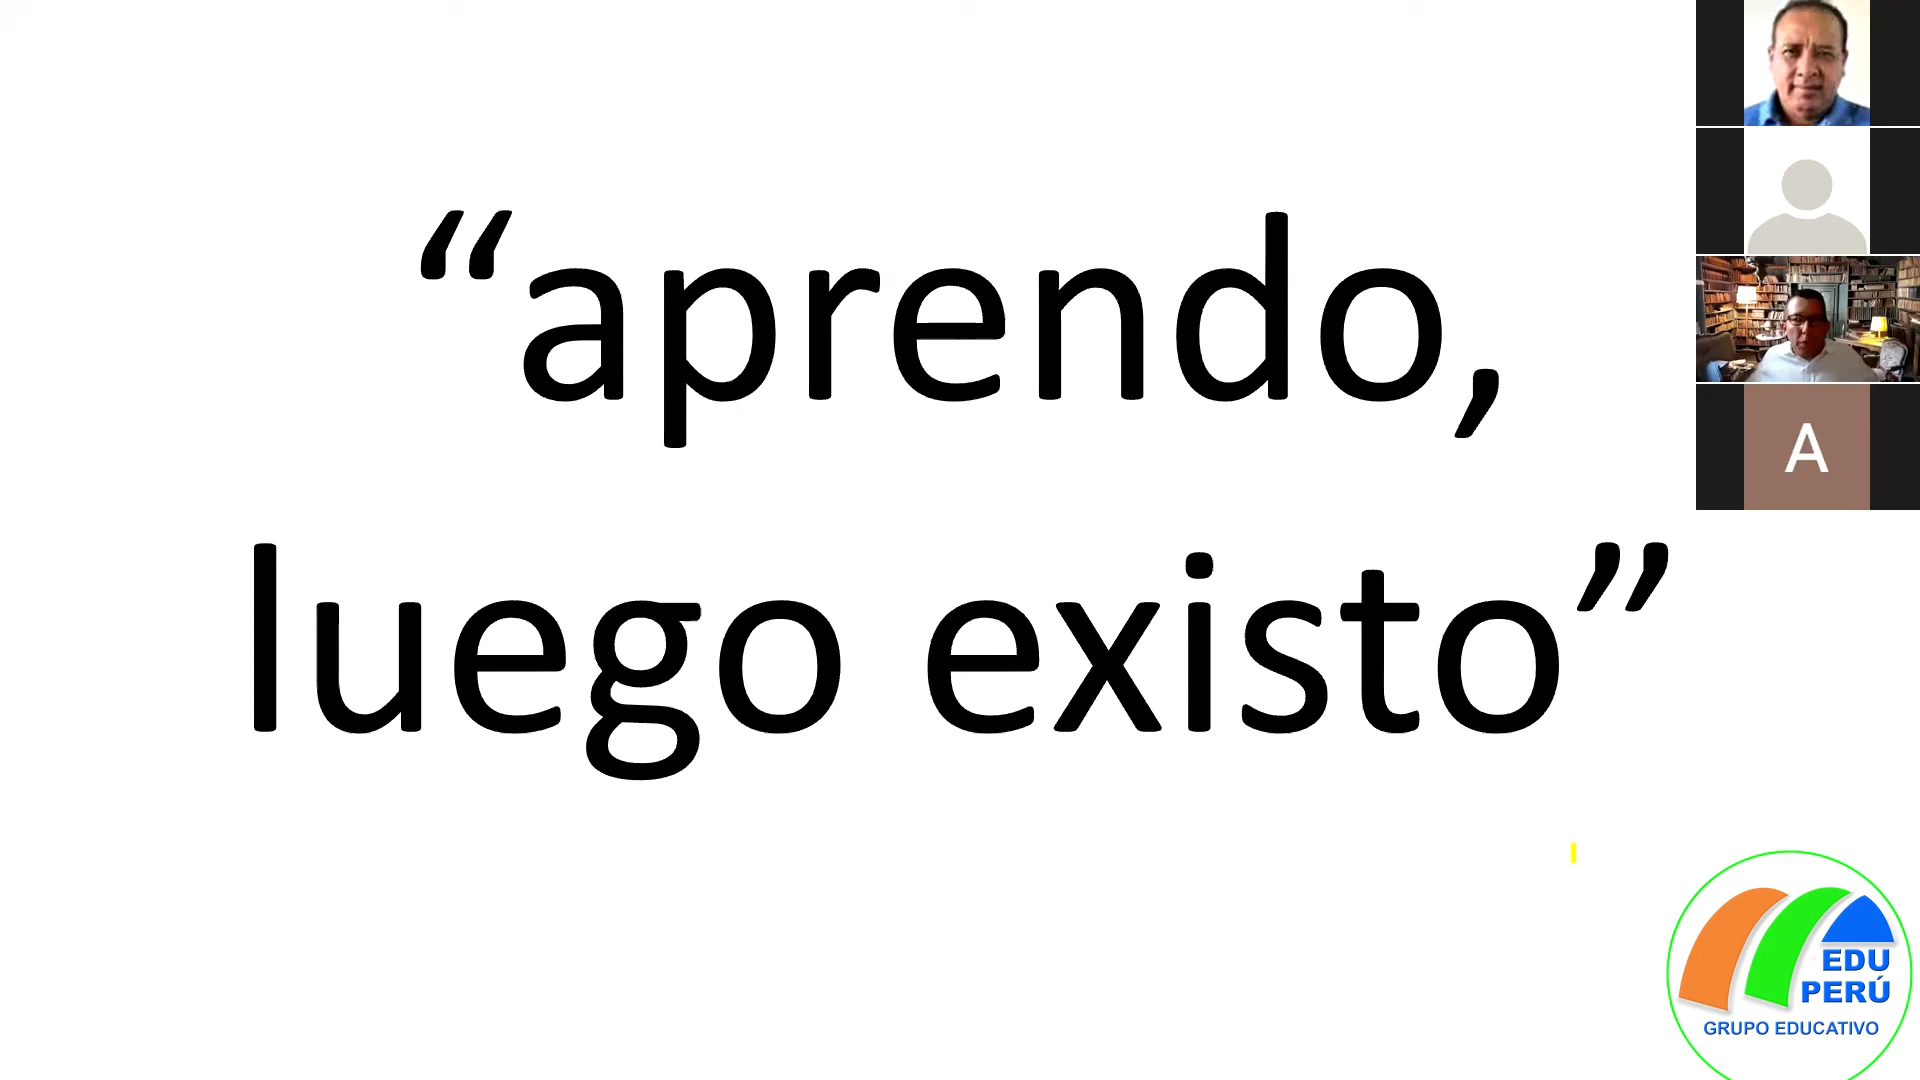 “aprendo,
luego existo”
A
EDU
PERÚ
GRUPO EDUCATIVO